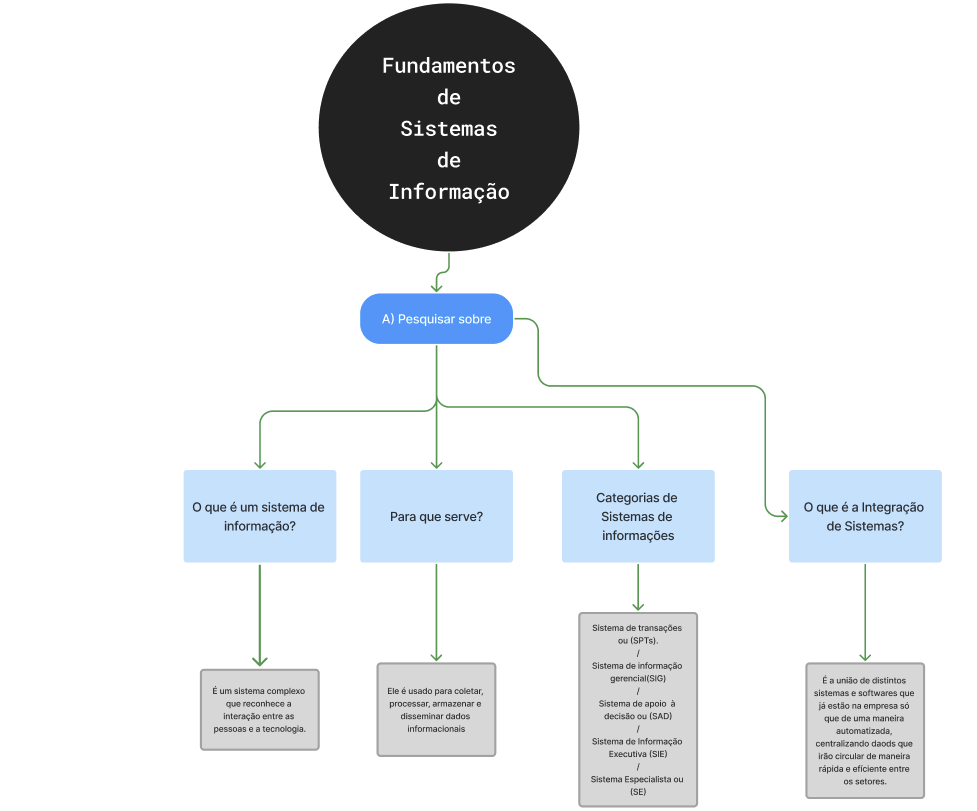 Fundamentos
de
Sistemas
de
Informação
A) Pesquisar sobre
O que é um sistema de
informação?
Para que serve?
Categorias de
Sistemas de
informações
O que é a Integração
de Sistemas?
É um sistema complexo
que reconhece a
interação entre as
pessoas e a tecnologia.
Ele é usado para coletar,
processar, armazenar e
disseminar dados
informacionais
Sistema de transações
ou (SPTs).
/
Sistema de informação
gerencial(SIG)
/
Sistema de apoio à
decisão ou (SAD)
/
Sistema de Informação
Executiva (SIE)
/
Sistema Especialista ou
(SE)
É a união de distintos
sistemas e softwares que
já estão na empresa só
que de uma maneira
automatizada,
centralizando daods que
irão circular de maneira
rápida e efíciente entre
os setores.